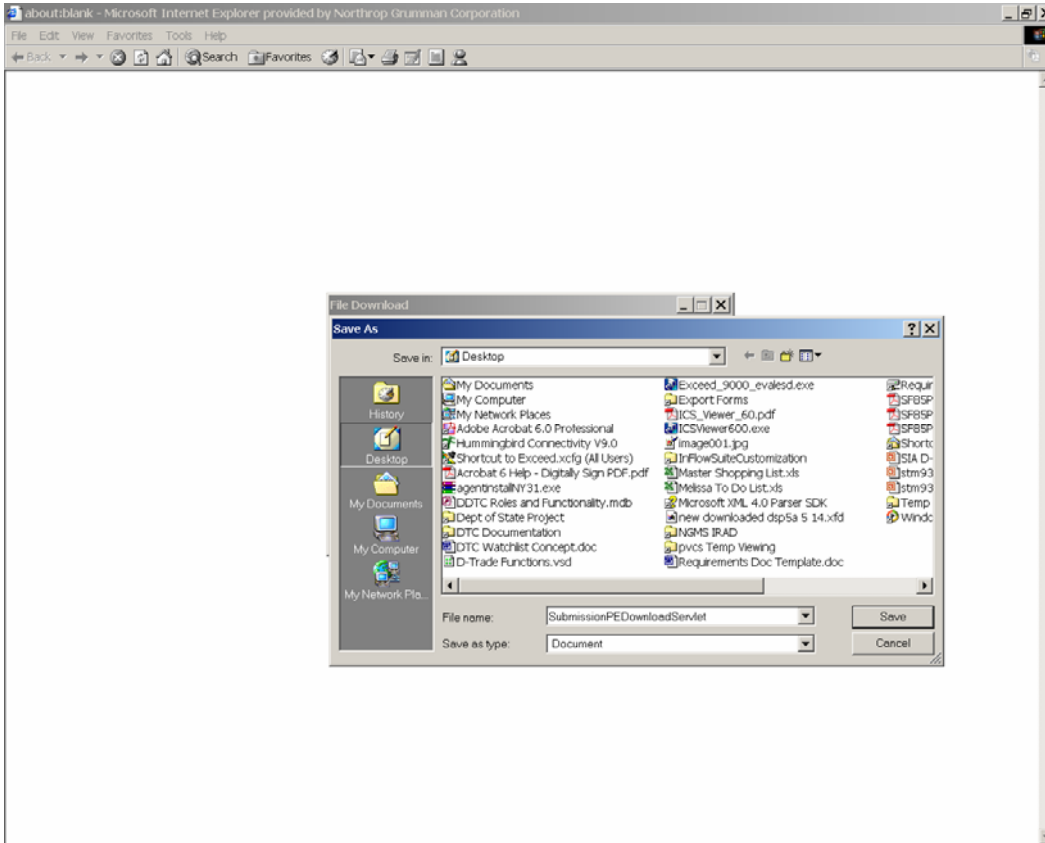 about:blank - Microsoft Internet Explorer provided by Northrop Grumman Corporation
File Edit View Favorites Tools Help
Back Search Favorites
File Download
Save As
Save in: Desktop
History
Desktop
My Documents
My Computer
My Network Pla...
My Documents
My Computer
My Network Places
Adobe Acrobat 6.0 Professional
Hummingbird Connectivity V9.0
Shortcut to Exceed.xcfg (All Users)
Acrobat 6 Help - Digitally Sign PDF.pdf
agentinstallNY31.exe
DDTC Roles and Functionality.mdb
Dept of State Project
DTC Documentation
DTC Watchlist Concept.doc
D-Trade Functions.vsd
Exceed_9000_evalesd.exe
Export Forms
ICS_Viewer_60.pdf
ICSViewer600.exe
image001.jpg
InFlowSuiteCustomization
Master Shopping List.xls
Melissa To Do List.xls
Microsoft XML 4.0 Parser SDK
new downloaded dsp5a 5 14.xfd
NGMS IRAD
pvcs Temp Viewing
Requirements Doc Template.doc
Requir
SF85P
SF85P
SF85P
Shortc
SIA D-
stm93
stm93
Temp
Windo
File name: SubmissionPEDownloadServlet
Save
Save as type: Document
Cancel